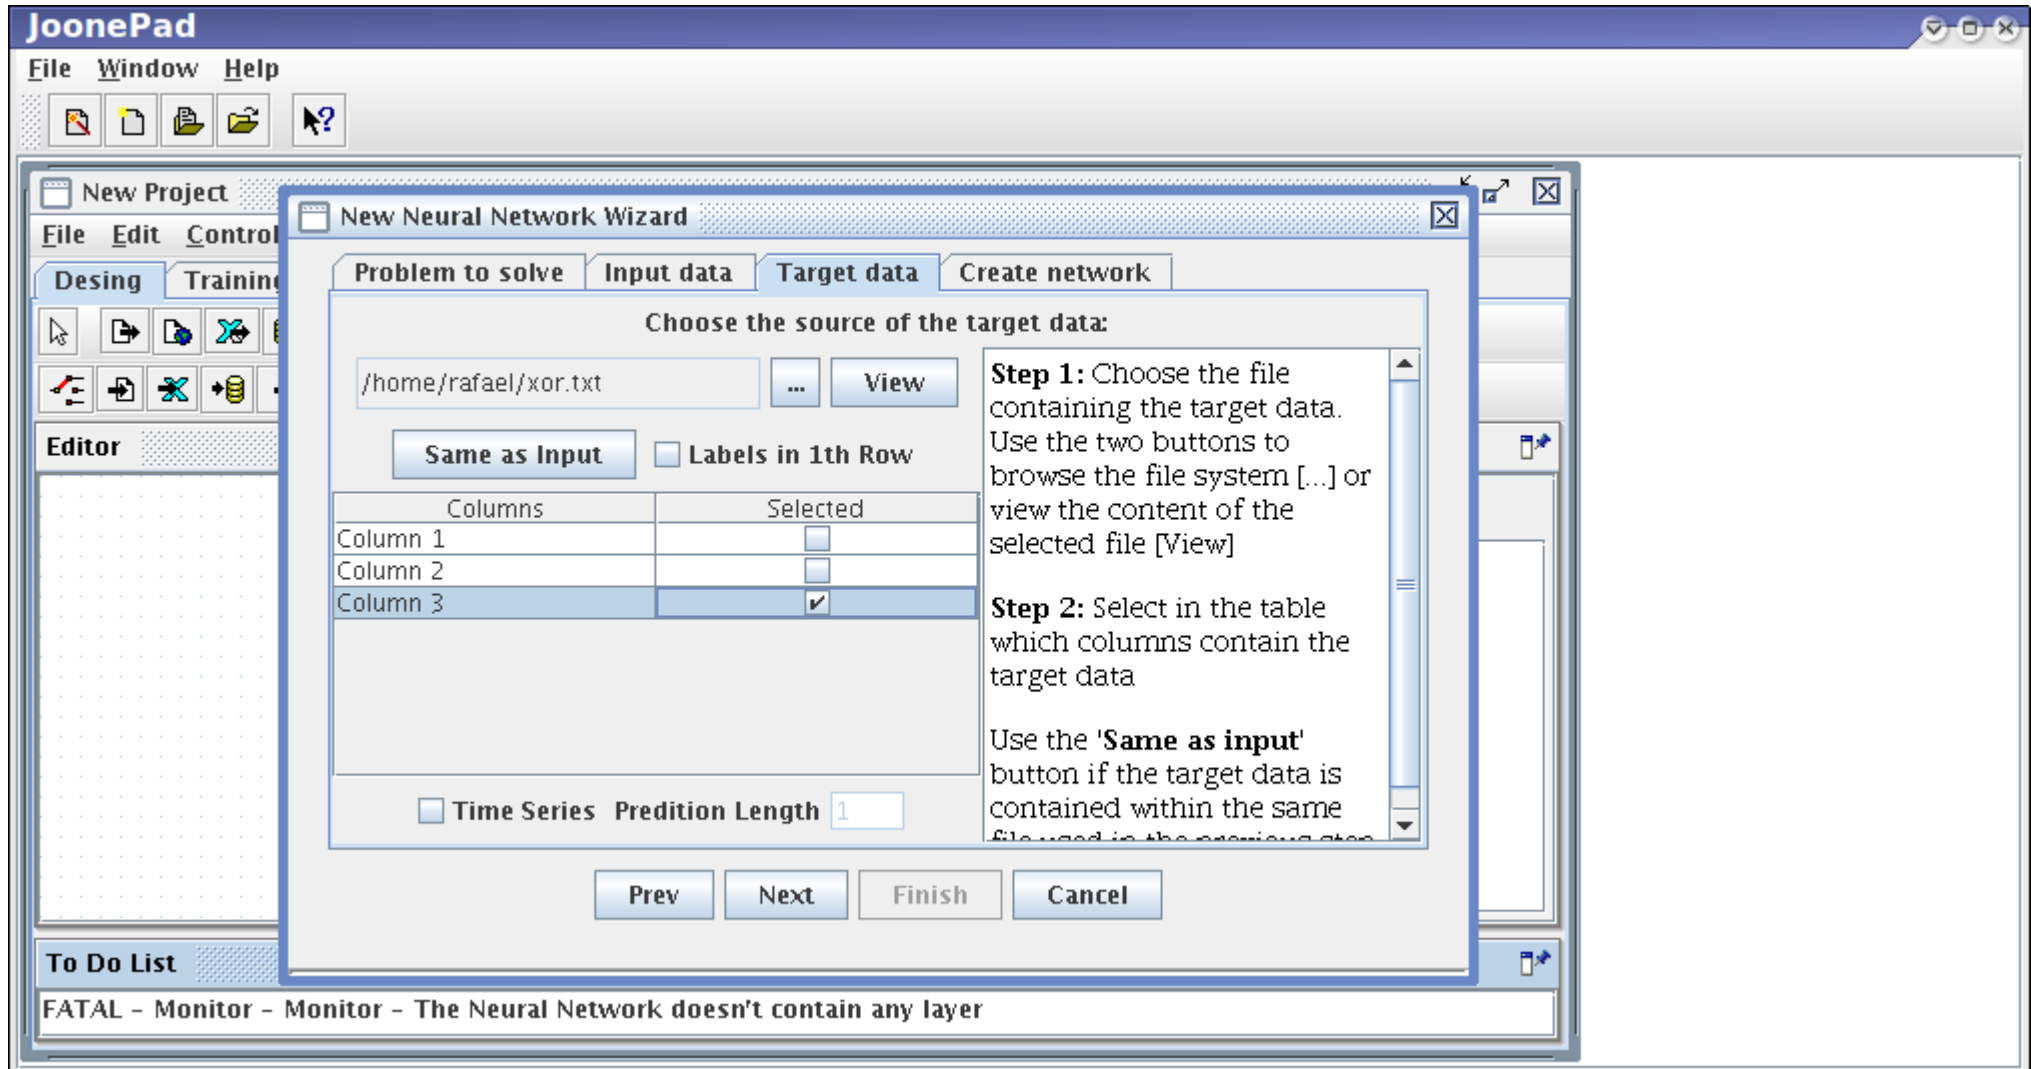 JoonePad
File Window Help
New Project
New Neural Network Wizard
File Edit Control
Desing Training
Problem to solve Input data Target data Create network
Choose the source of the target data:
/home/rafael/xor.txt ... View
Same as Input Labels in 1th Row
Columns Selected
Column 1
Column 2
Column 3
Time Series Predition Length 1
Step 1: Choose the file
containing the target data.
Use the two buttons to
browse the file system [...] or
view the content of the
selected file [View]
Step 2: Select in the table
which columns contain the
target data
Use the 'Same as input'
button if the target data is
contained within the same
file used in the previous step
Prev Next Finish Cancel
Editor
To Do List
FATAL - Monitor - Monitor - The Neural Network doesn't contain any layer